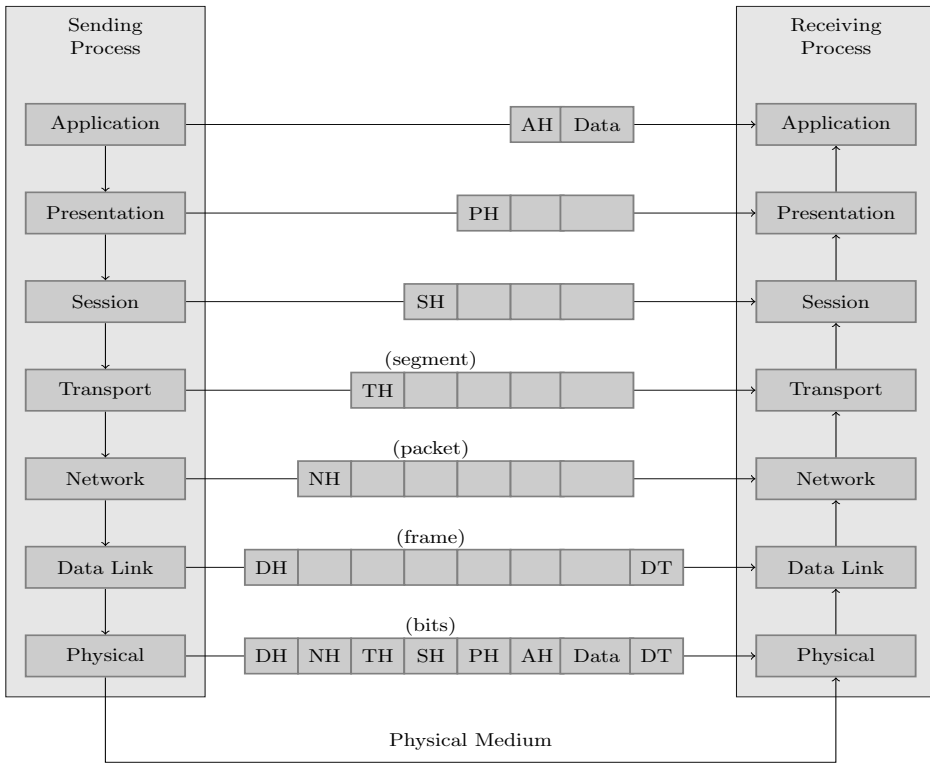 Sending
Process
Receiving
Process
Application
AH Data
Application
Presentation
PH
Presentation
Session
SH
Session
(segment)
Transport
TH
Transport
(packet)
Network
NH
Network
(frame)
Data Link
DH DT
Data Link
(bits)
Physical
DH NH TH SH PH AH Data DT
Physical
Physical Medium